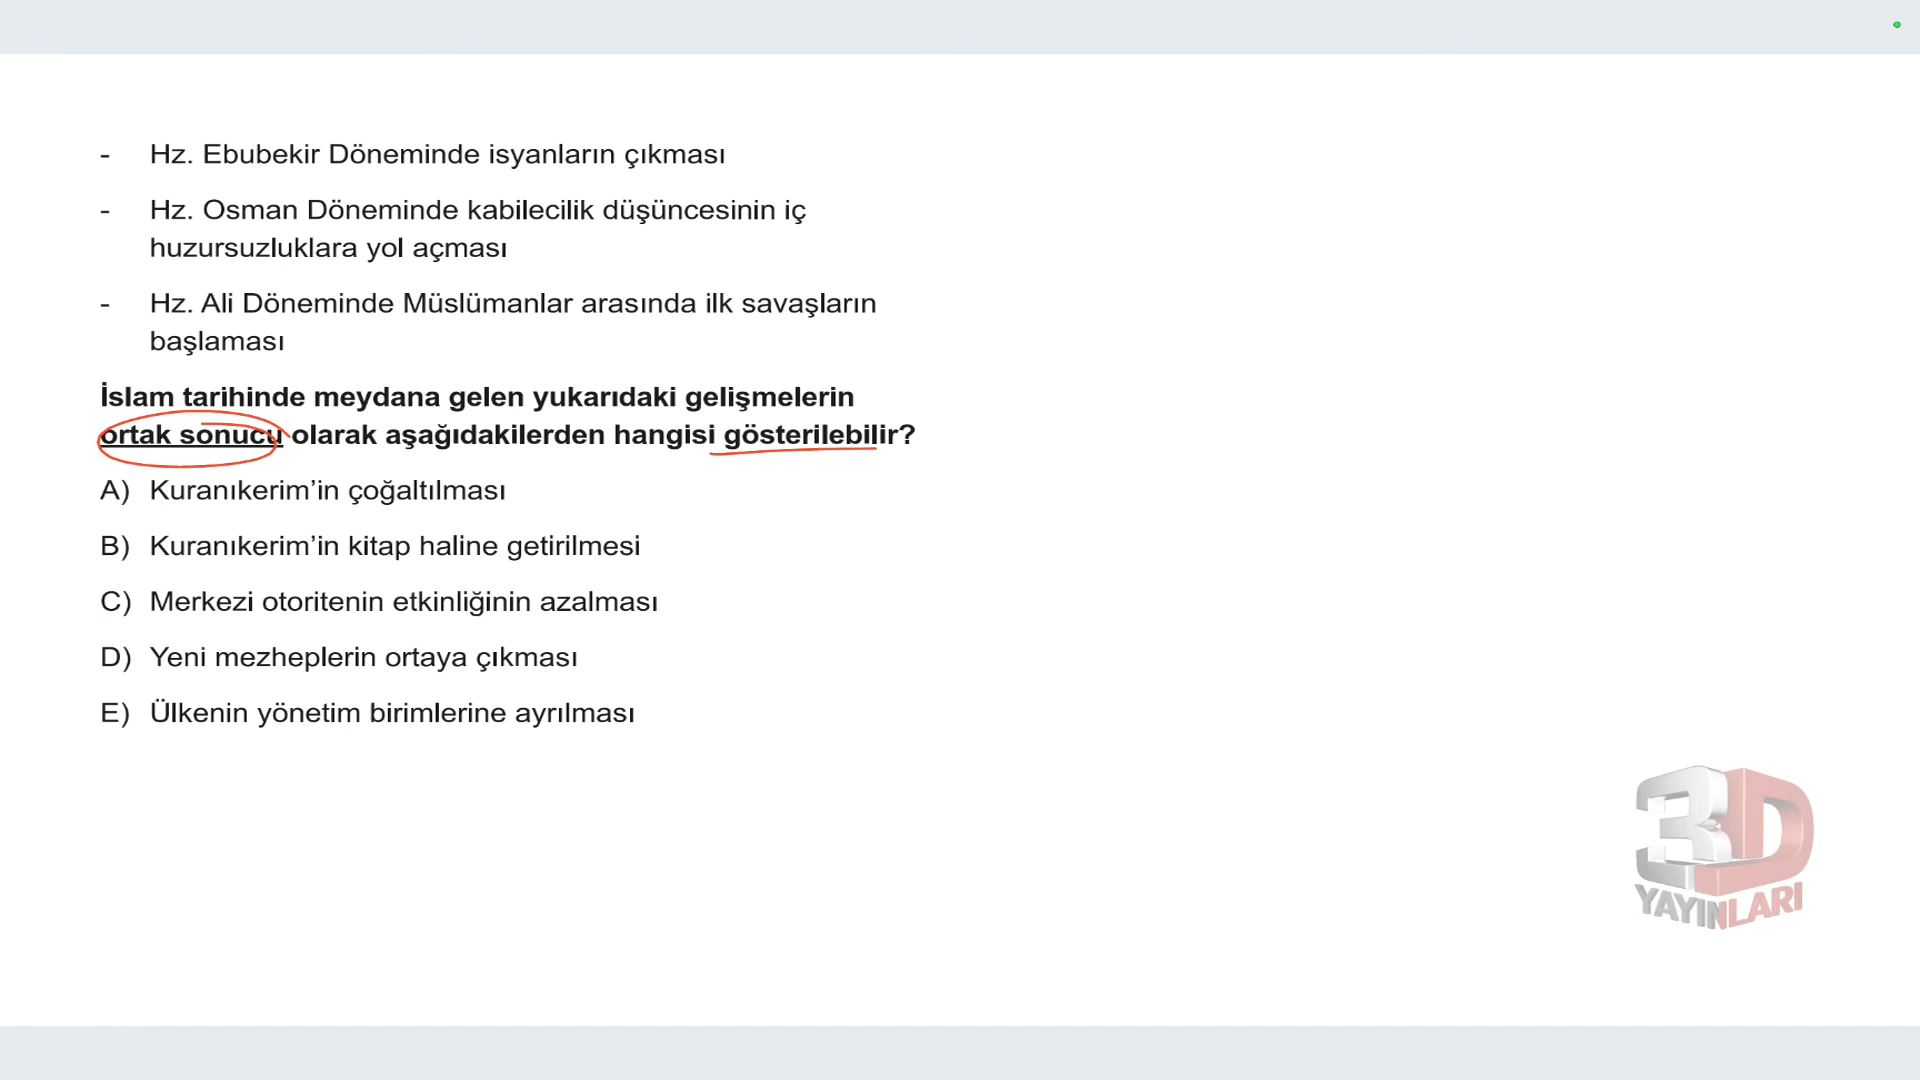 - Hz. Ebubekir Döneminde isyanların çıkması
- Hz. Osman Döneminde kabilecilik düşüncesinin iç
huzursuzluklara yol açması
- Hz. Ali Döneminde Müslümanlar arasında ilk savaşların
başlaması
İslam tarihinde meydana gelen yukarıdaki gelişmelerin
ortak sonucu olarak aşağıdakilerden hangisi gösterilebilir?
A) Kuranıkerim’in çoğaltılması
B) Kuranıkerim’in kitap haline getirilmesi
C) Merkezi otoritenin etkinliğinin azalması
D) Yeni mezheplerin ortaya çıkması
E) Ülkenin yönetim birimlerine ayrılması
3D
YAYINLARI